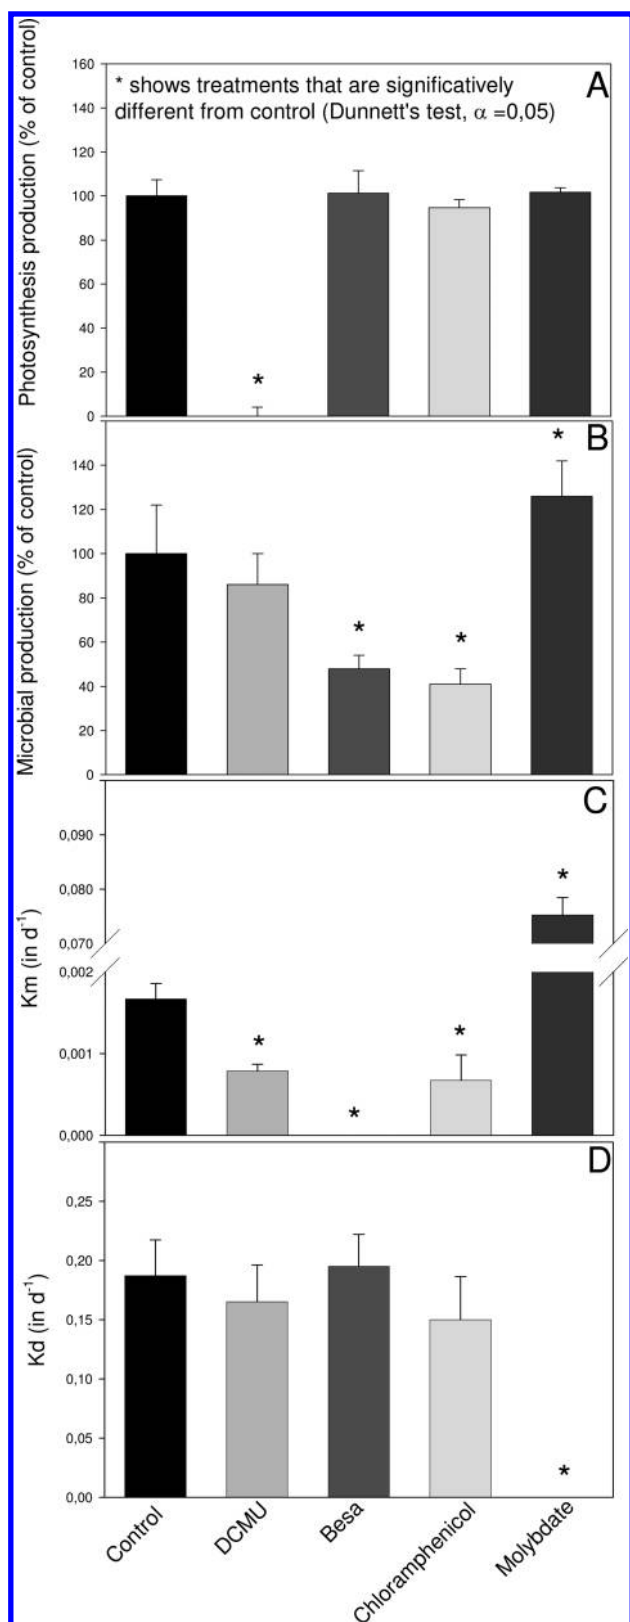 Photosynthesis production (% of control)
160
140
120
100
80
60
40
20
0
* shows treatments that are significatively
different from control (Dunnett's test, α =0,05)
A
*
Microbial production (% of control)
140
120
100
80
60
40
20
0
B
*
*
*
Km (in d⁻¹)
0,090
0,080
0,070
0,002
0,001
0,000
C
*
*
*
*
Kd (in d⁻¹)
0,25
0,20
0,15
0,10
0,05
0,00
D
*
Control
DCMU
Besa
Chloramphenicol
Molybdate